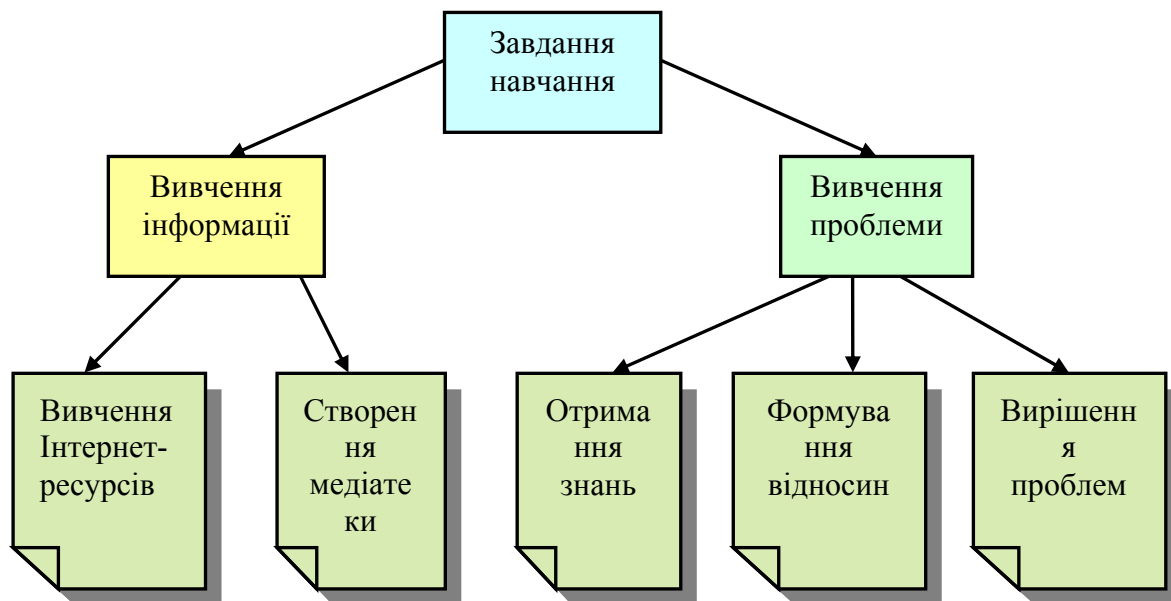 Завдання
навчання
Вивчення
інформації
Вивчення
проблеми
Вивчення
Інтернет-
ресурсів
Створен
ня
медіате
ки
Отрима
ння
знань
Формува
ння
відносин
Вирішенн
я
проблем